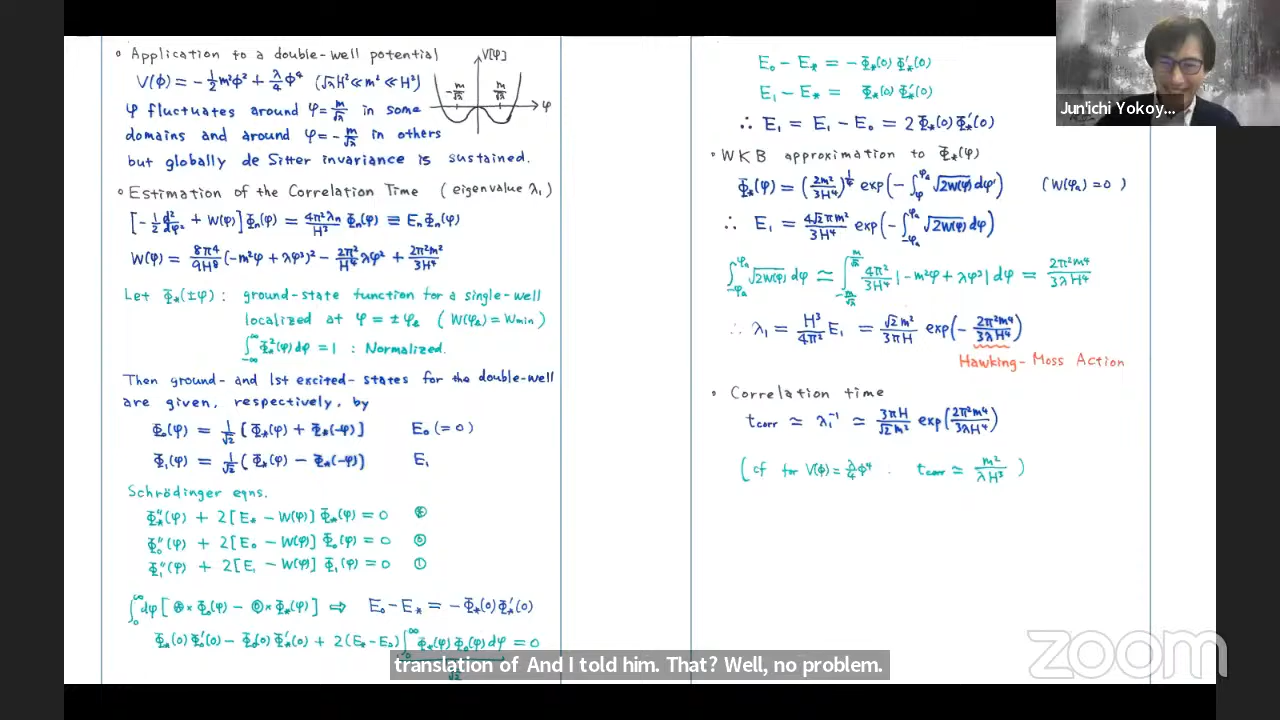 ◦ Application to a double-well potential
V(ϕ) = -½m²ϕ² + λ/4 ϕ⁴ (√λH² ≪ m² ≪ H²)
V[φ]
-m/√λ m/√λ φ
φ fluctuates around φ = m/√λ in some
domains and around φ = -m/√λ in others
but globally de Sitter invariance is sustained.
◦ Estimation of the Correlation Time (eigenvalue λ₁)
[-½ d²/dφ² + W(φ)] Φₙ(φ) = 4π²λₙ/H³ Φₙ(φ) ≡ EₙΦₙ(φ)
W(φ) = 8π⁴/9H⁸ (-m²φ + λφ³)² - 2π²/H⁴ λφ² + 2π²m²/3H⁴
Let Φ⁎(±φ) : ground-state function for a single-well
localized at φ = ±φ (W(φ) = Wmin)
∫_{-∞}^{∞} Φ⁎²(φ)dφ = 1 : Normalized.
Then ground- and 1st excited-states for the double-well
are given, respectively, by
Φ₀(φ) = 1/√2 [Φ⁎(φ) + Φ⁎(-φ)] E₀(=0)
Φ₁(φ) = 1/√2 (Φ⁎(φ) - Φ⁎(-φ)] E₁
Schrödinger eqns.
Φ⁎″(φ) + 2[E⁎ - W(φ)] Φ⁎(φ) = 0 ⊛
Φ₀″(φ) + 2[E₀ - W(φ)] Φ₀(φ) = 0 ⓪
Φ₁″(φ) + 2[E₁ - W(φ)] Φ₁(φ) = 0 ①
∫₀^∞ dφ [⊛×Φ₀(φ) - ⓪×Φ⁎(φ)] ⇨ E₀ - E⁎ = -Φ⁎(0)Φ⁎′(0)
Φ⁎(0)Φ₀′(0) - Φ₀(0)Φ⁎′(0) + 2(E⁎-E₀)∫₀^∞ Φ⁎(φ)Φ₀(φ)dφ = 0
1/√2
E₀ - E⁎ = -Φ⁎(0)Φ⁎′(0)
E₁ - E⁎ = Φ⁎(0)Φ⁎′(0)
∴ E₁ = E₁ - E₀ = 2Φ⁎(0)Φ⁎′(0)
◦ WKB approximation to Φ⁎(φ)
Φ⁎(φ) = (2m²/3H⁴)^¼ exp(-∫_φ^φₐ √2W(φ) dφ′) (W(φₐ) = 0)
∴ E₁ = 4√2πm²/3H⁴ exp(-∫_{-φₐ}^{φₐ} √2W(φ) dφ)
∫_{-φₐ}^{φₐ} √2W(φ) dφ ≃ ∫_{-m/√λ}^{m/√λ} 4π²/3H⁴ |-m²φ + λφ³| dφ = 2π²m⁴/3λH⁴
∴ λ₁ = H³/4π² E₁ = √2m²/3πH exp(-2π²m⁴/3λH⁴)
Hawking-Moss Action
◦ Correlation time
tcorr ≃ λ₁⁻¹ ≃ 3πH/√2m² exp(2π²m⁴/3λH⁴)
(cf for V(ϕ) = λ/4 ϕ⁴ . tcorr ≃ m²/λH³ )
Jun'ichi Yokoy...
translation of And I told him. That? Well, no problem.
zoom